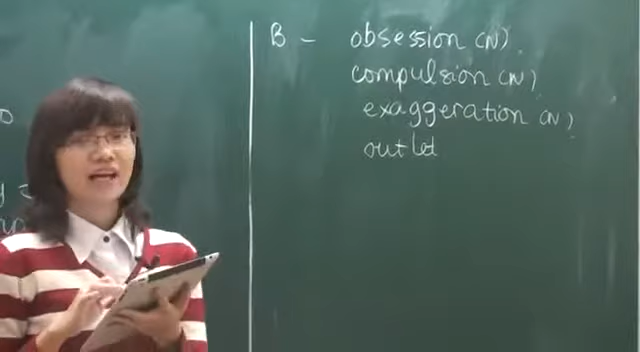 B - obsession (N).
compulsion (N)
exaggeration (N)
outlet